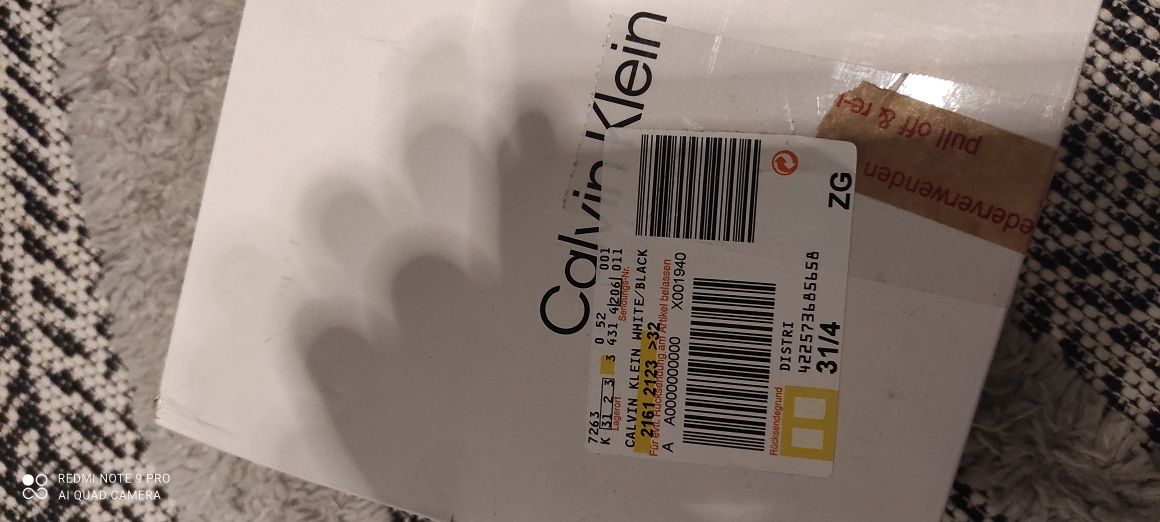 Calvin Klein
7263 0 52 001
K 31 2 3 3 431 4206 011
Lagerort Sendungs-Nr.
CALVIN KLEIN WHITE/BLACK
2161 2123 >32
Für evtl. Rücksendung am Artikel belassen
A A0000000000 X001940
Rücksendegrund
DISTRI
422573685658
31/4
ZG
pull off & re-
ederverwenden
REDMI NOTE 9 PRO
AI QUAD CAMERA